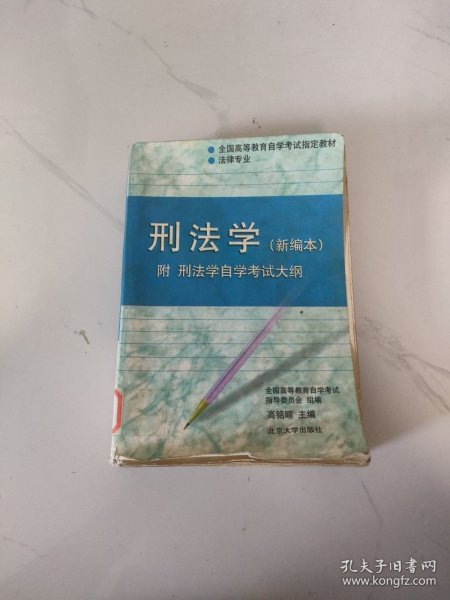 ● 全国高等教育自学考试指定教材
● 法律专业
刑法学（新编本）
附 刑法学自学考试大纲
全国高等教育自学考试
指导委员会 组编
高铭暄 主编
北京大学出版社
孔夫子旧书网
www.kongfz.com